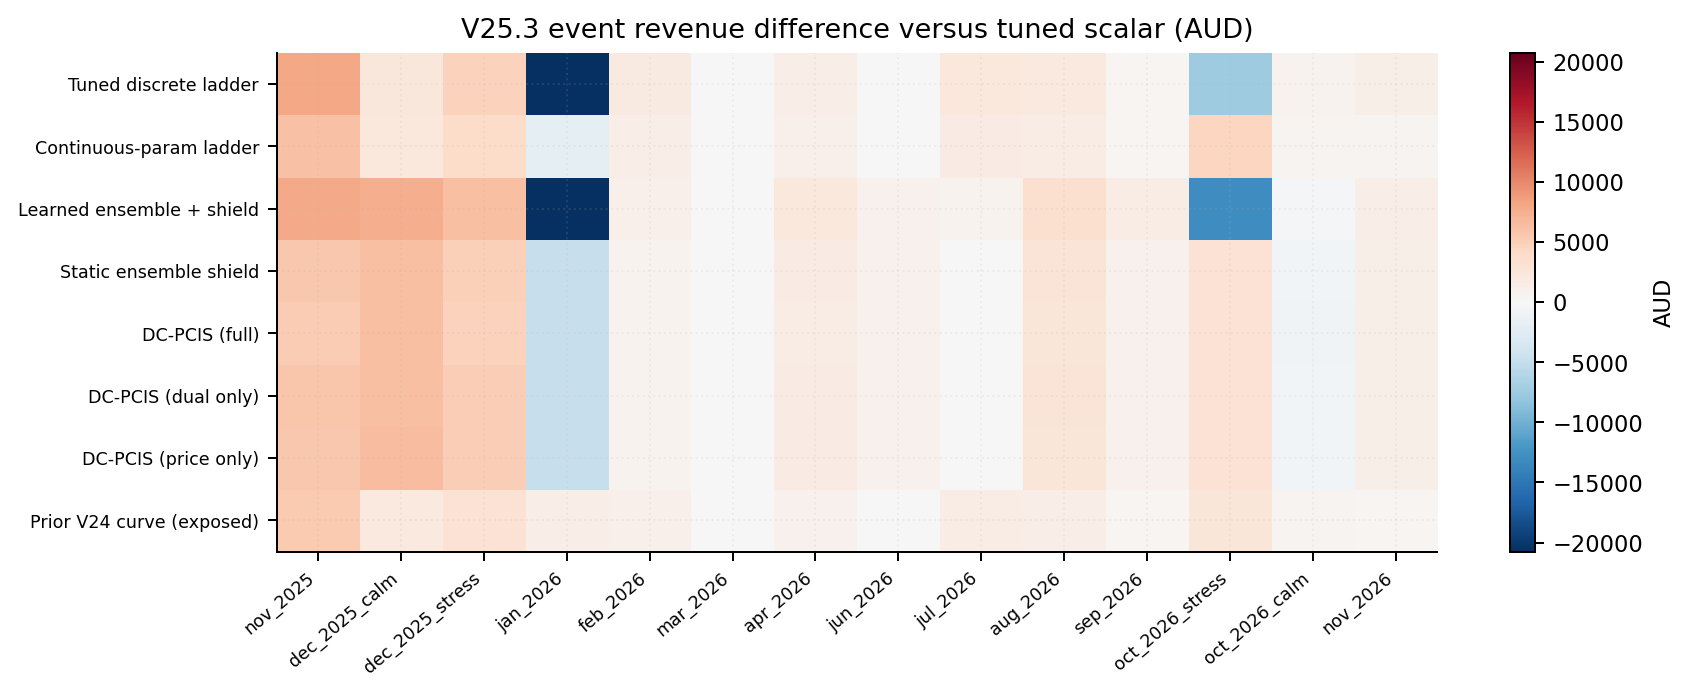 V25.3 event revenue difference versus tuned scalar (AUD)
Tuned discrete ladder
Continuous-param ladder
Learned ensemble + shield
Static ensemble shield
DC-PCIS (full)
DC-PCIS (dual only)
DC-PCIS (price only)
Prior V24 curve (exposed)
nov_2025
dec_2025_calm
dec_2025_stress
jan_2026
feb_2026
mar_2026
apr_2026
jun_2026
jul_2026
aug_2026
sep_2026
oct_2026_stress
oct_2026_calm
nov_2026
20000
15000
10000
5000
0
−5000
−10000
−15000
−20000
AUD